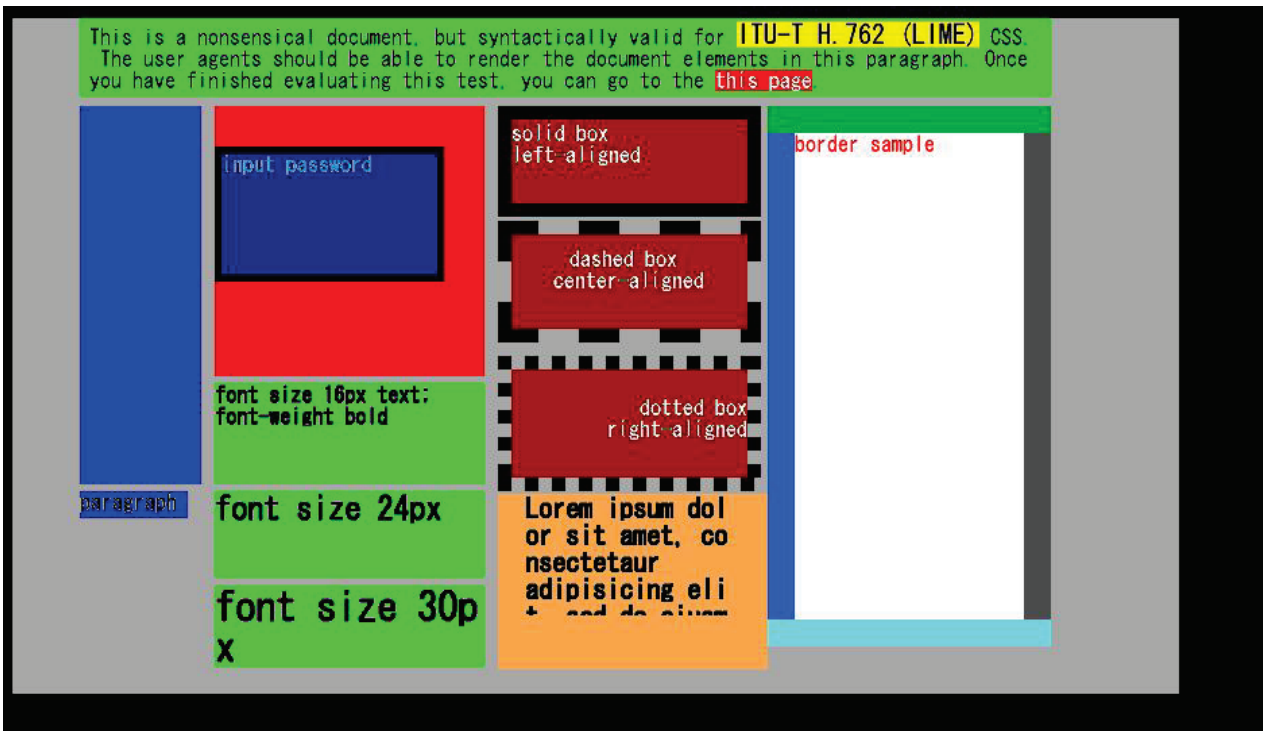 This is a nonsensical document, but syntactically valid for ITU-T H.762 (LIME) CSS.
The user agents should be able to render the document elements in this paragraph. Once
you have finished evaluating this test, you can go to the this page.
input password
font size 16px text;
font-weight bold
paragraph
font size 24px
font size 30p
x
solid box
left-aligned
dashed box
center-aligned
dotted box
right-aligned
Lorem ipsum dol
or sit amet, co
nsectetaur
adipisicing eli
t, sed do eiusm
border sample